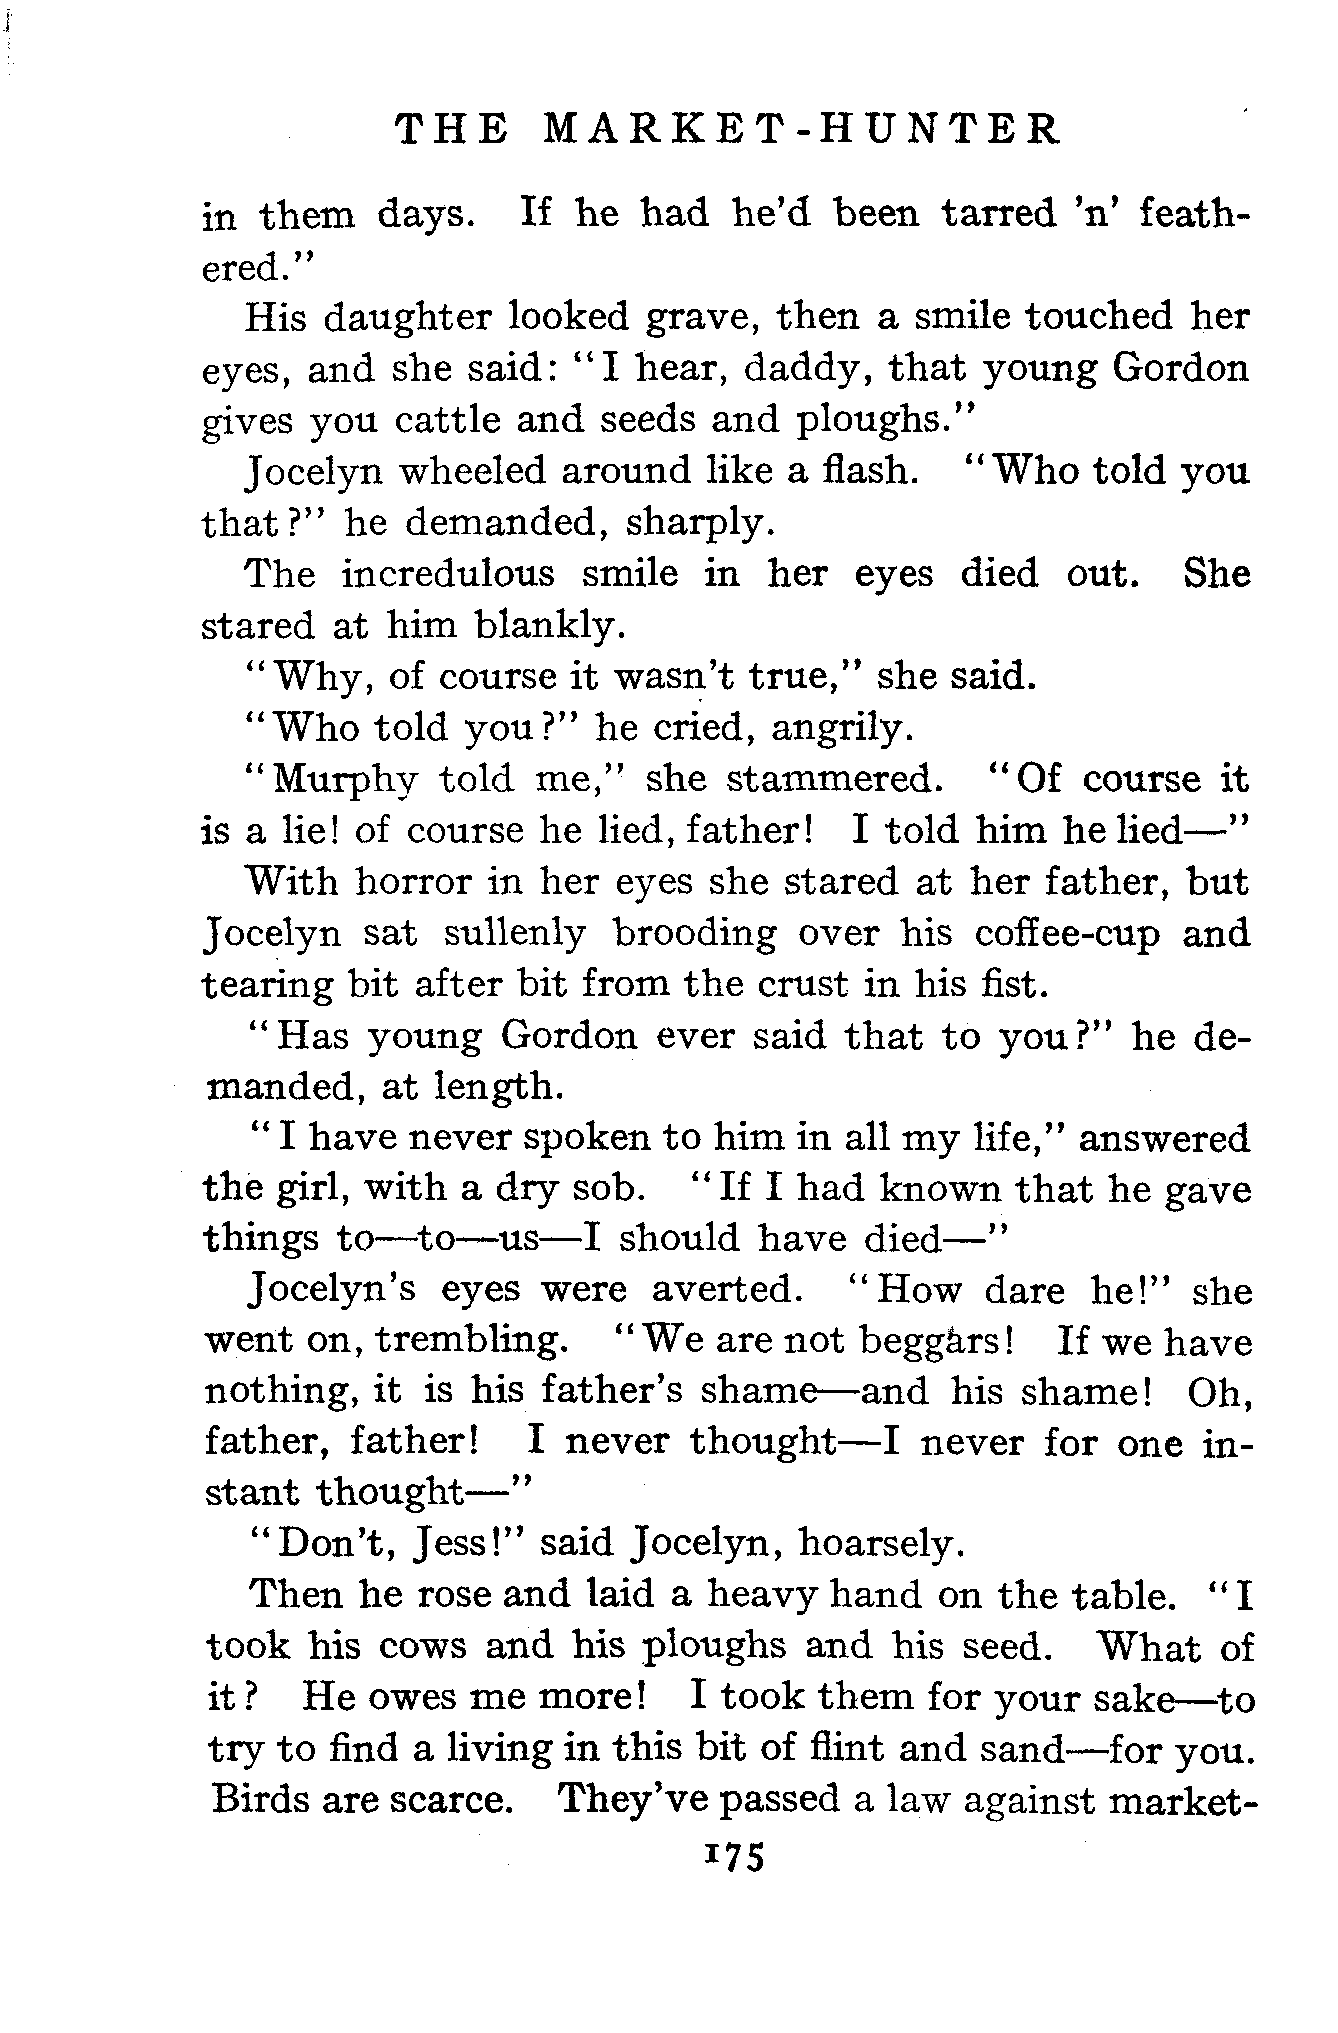 THE MARKET-HUNTER
in them days. If he had he'd been tarred 'n' feath-
ered."
His daughter looked grave, then a smile touched her
eyes, and she said: "I hear, daddy, that young Gordon
gives you cattle and seeds and ploughs."
Jocelyn wheeled around like a flash. "Who told you
that?" he demanded, sharply.
The incredulous smile in her eyes died out. She
stared at him blankly.
"Why, of course it wasn't true," she said.
"Who told you?" he cried, angrily.
"Murphy told me," she stammered. "Of course it
is a lie! of course he lied, father! I told him he lied—"
With horror in her eyes she stared at her father, but
Jocelyn sat sullenly brooding over his coffee-cup and
tearing bit after bit from the crust in his fist.
"Has young Gordon ever said that to you?" he de-
manded, at length.
"I have never spoken to him in all my life," answered
the girl, with a dry sob. "If I had known that he gave
things to—to—us—I should have died—"
Jocelyn's eyes were averted. "How dare he!" she
went on, trembling. "We are not beggars! If we have
nothing, it is his father's shame—and his shame! Oh,
father, father! I never thought—I never for one in-
stant thought—"
"Don't, Jess!" said Jocelyn, hoarsely.
Then he rose and laid a heavy hand on the table. "I
took his cows and his ploughs and his seed. What of
it? He owes me more! I took them for your sake—to
try to find a living in this bit of flint and sand—for you.
Birds are scarce. They've passed a law against market-
175